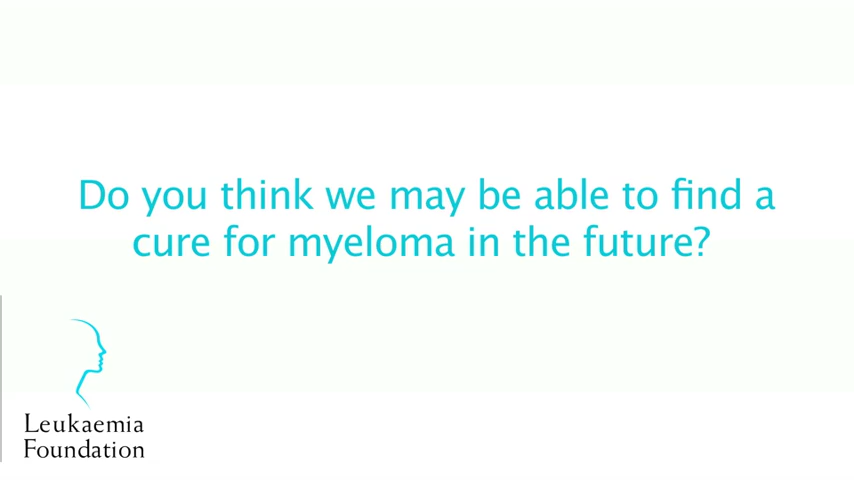 Do you think we may be able to find a
cure for myeloma in the future?
Leukaemia
Foundation